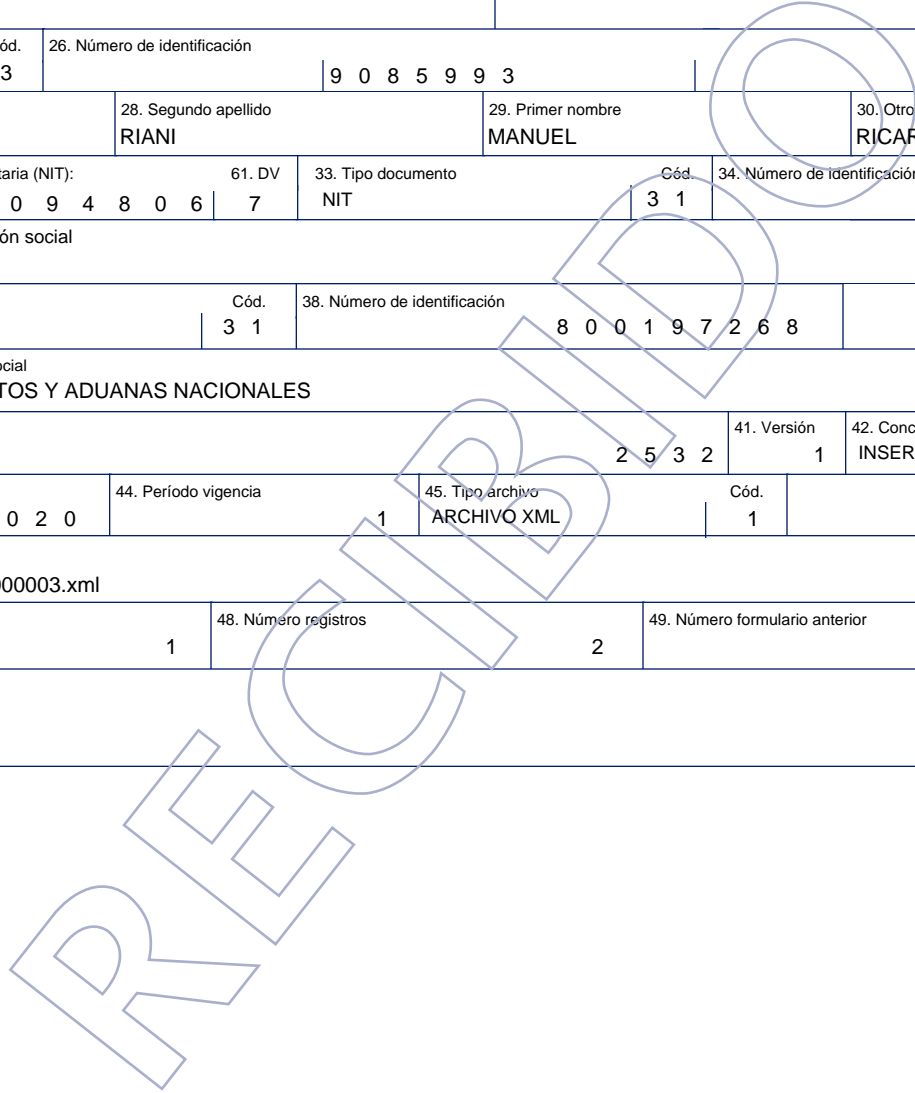 ód. 26. Número de identificación
3 9 0 8 5 9 9 3
28. Segundo apellido 29. Primer nombre 30. Otro
RIANI MANUEL RICAR
taria (NIT): 61. DV 33. Tipo documento Cód. 34. Número de identificación
0 9 4 8 0 6 7 NIT 3 1
ón social
Cód. 38. Número de identificación
3 1 8 0 0 1 9 7 2 6 8
ocial
TOS Y ADUANAS NACIONALES
41. Versión 42. Conc
2 5 3 2 1 INSER
44. Período vigencia 45. Tipo archivo Cód.
0 2 0 1 ARCHIVO XML 1
000003.xml
48. Número registros 49. Número formulario anterior
1 2
RECIBIDO